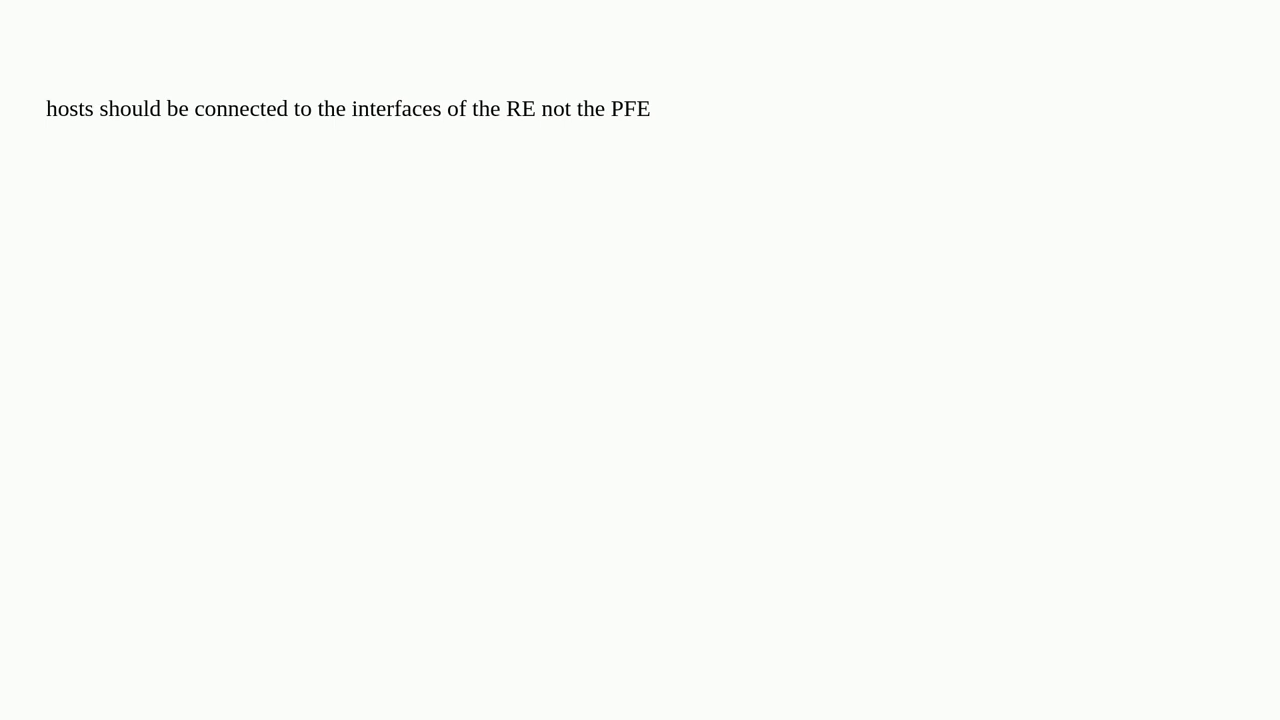 hosts should be connected to the interfaces of the RE not the PFE